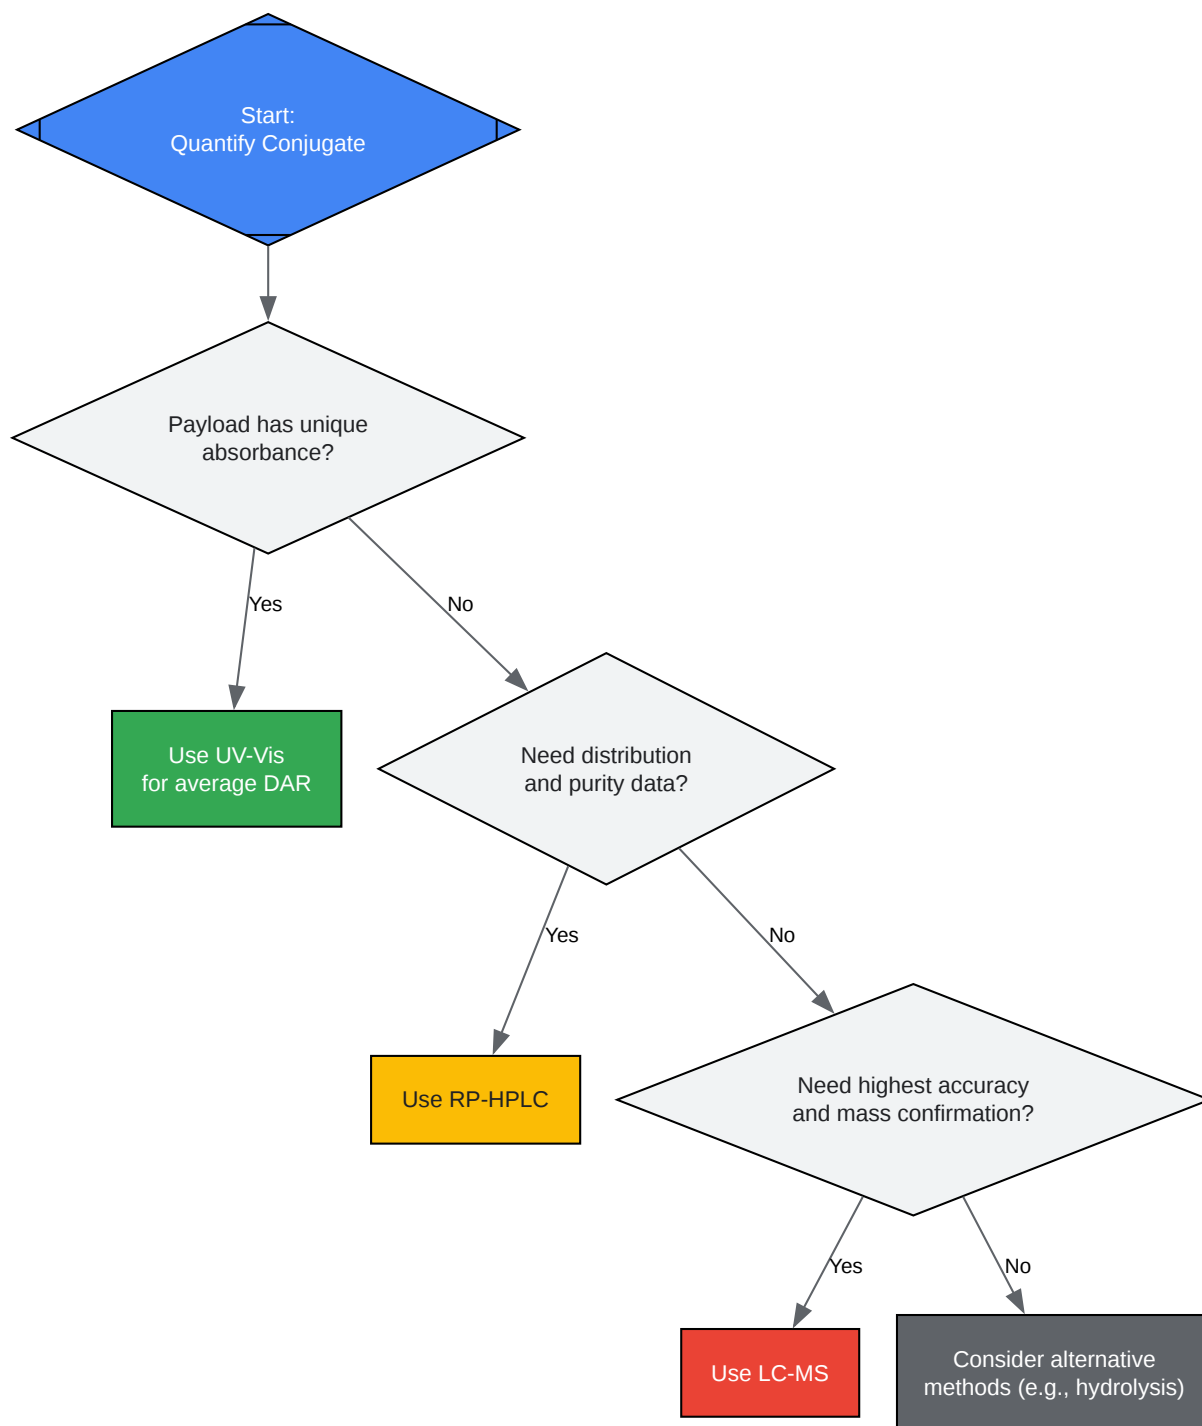 Start:
Quantify Conjugate
Payload has unique
absorbance?
Yes
No
Use UV-Vis
for average DAR
Need distribution
and purity data?
Yes
No
Use RP-HPLC
Need highest accuracy
and mass confirmation?
Yes
No
Use LC-MS
Consider alternative
methods (e.g., hydrolysis)